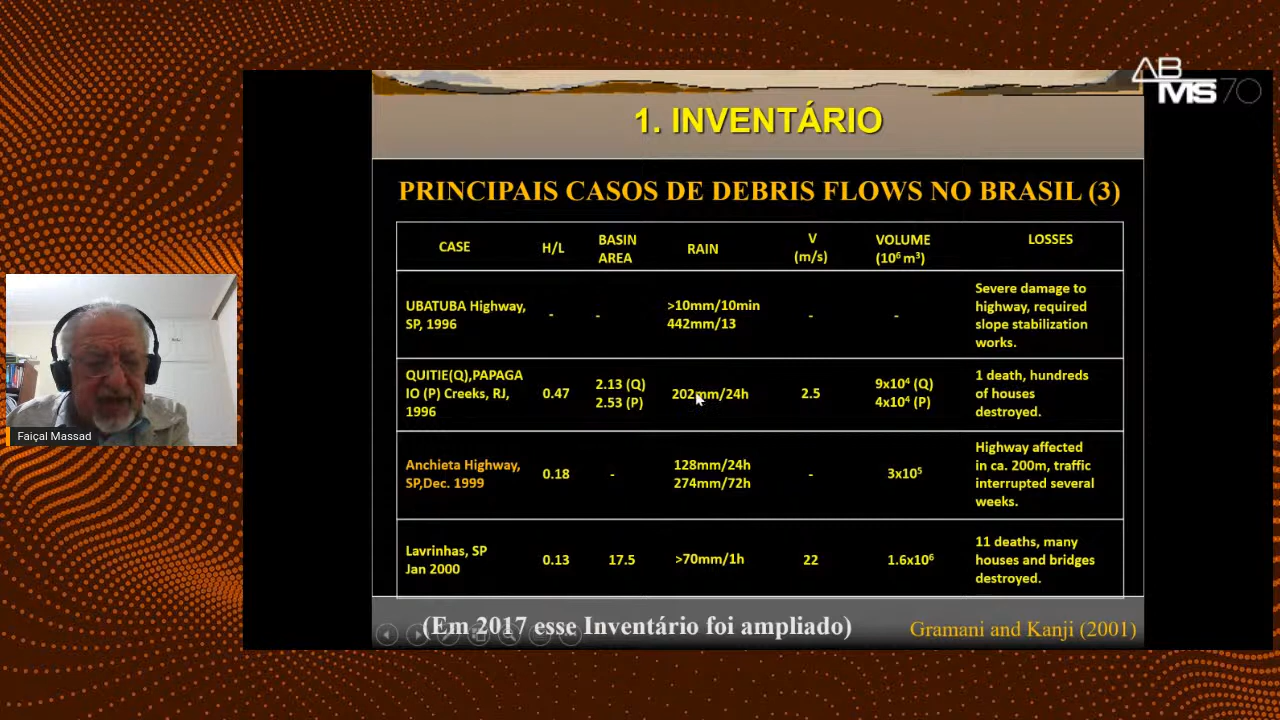 ABMS70
1. INVENTÁRIO
PRINCIPAIS CASOS DE DEBRIS FLOWS NO BRASIL (3)
CASE H/L BASIN AREA RAIN V (m/s) VOLUME (10⁶ m³) LOSSES
UBATUBA Highway, SP, 1996 - - >10mm/10min 442mm/13 - - Severe damage to highway, required slope stabilization works.
QUITIE(Q),PAPAGAIO (P) Creeks, RJ, 1996 0.47 2.13 (Q) 2.53 (P) 202mm/24h 2.5 9x10⁴ (Q) 4x10⁴ (P) 1 death, hundreds of houses destroyed.
Anchieta Highway, SP,Dec. 1999 0.18 - 128mm/24h 274mm/72h - 3x10⁵ Highway affected in ca. 200m, traffic interrupted several weeks.
Lavrinhas, SP Jan 2000 0.13 17.5 >70mm/1h 22 1.6x10⁶ 11 deaths, many houses and bridges destroyed.
(Em 2017 esse Inventário foi ampliado)
Gramani and Kanji (2001)
Faiçal Massad